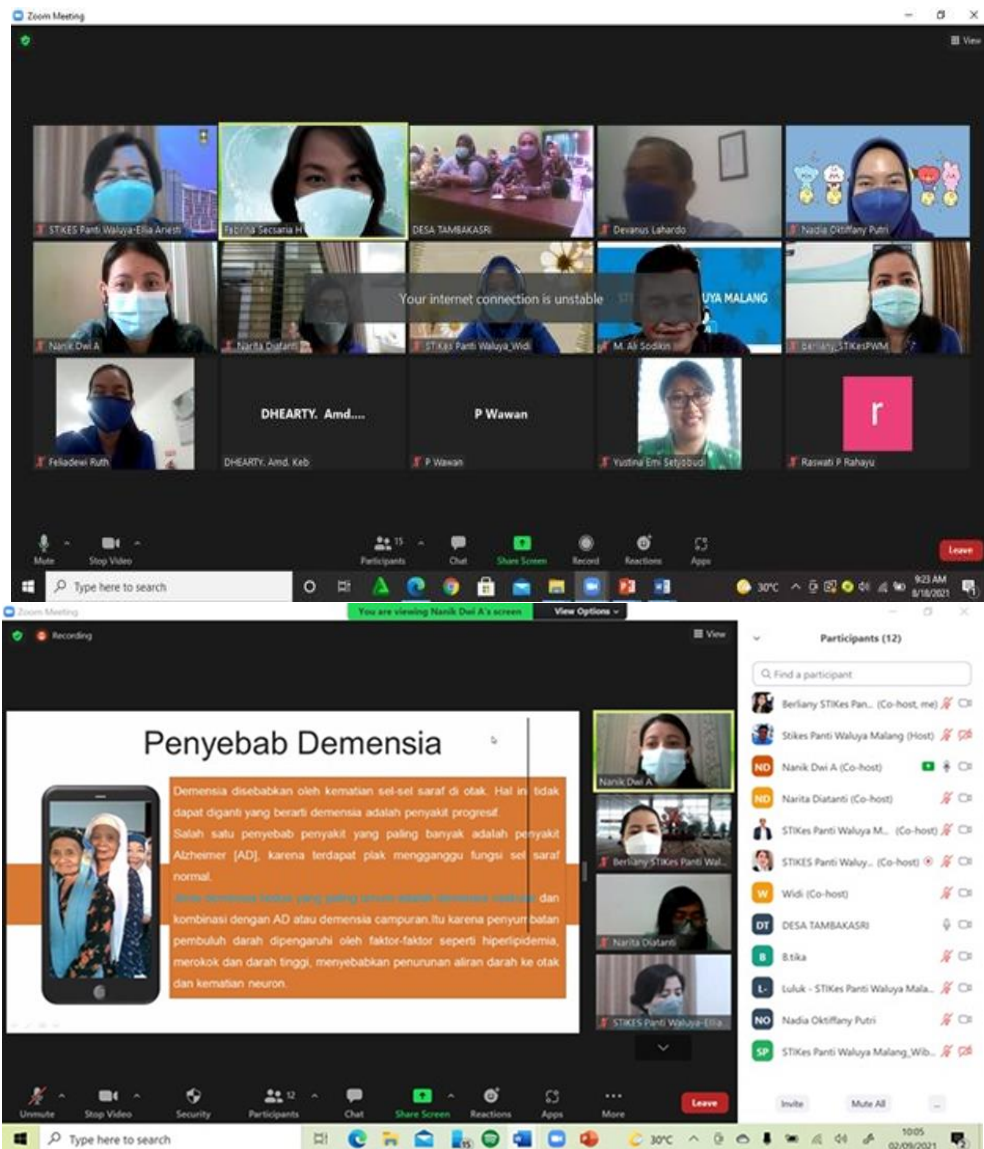 Zoom Meeting
View
STIKES Panti Waluya-Ellia Ariesti
Febrina Secsaria H
DESA TAMBAKASRI
Devanus Lahardo
Nadia Oktiffany Putri
Your internet connection is unstable
UYA MALANG
Nanik Dwi A
Narita Diatanti
STIKes Panti Waluya_Widi
M. Ali Sodikin
berliany_STIKesPWM
DHEARTY. Amd....
P Wawan
r
Feliadewi Ruth
DHEARTY. Amd. Keb
P Wawan
Yustina Emi Setyobudi
Raswati P Rahayu
15
Mute
Stop Video
Participants
Chat
Share Screen
Record
Reactions
Apps
Leave
Type here to search
30°C
9:23 AM
8/18/2021
Zoom Meeting
You are viewing Nanik Dwi A's screen
View Options
Recording
View
Participants (12)
Find a participant
Berliany STIKes Pan... (Co-host, me)
Stikes Panti Waluya Malang (Host)
ND Nanik Dwi A (Co-host)
ND Narita Diatanti (Co-host)
STIKes Panti Waluya M... (Co-host)
STIKES Panti Waluy... (Co-host)
W Widi (Co-host)
DT DESA TAMBAKASRI
B B.tika
L- Luluk - STIKes Panti Waluya Mala...
NO Nadia Oktiffany Putri
SP STIKes Panti Waluya Malang_Wib...
Invite
Mute All
...
Penyebab Demensia
Demensia disebabkan oleh kematian sel-sel saraf di otak. Hal ini tidak
dapat diganti yang berarti demensia adalah penyakit progresif.
Salah satu penyebab penyakit yang paling banyak adalah penyakit
Alzheimer [AD], karena terdapat plak mengganggu fungsi sel saraf
normal.
dan
kombinasi dengan AD atau demensia campuran.Itu karena penyumbatan
pembuluh darah dipengaruhi oleh faktor-faktor seperti hiperlipidemia,
merokok dan darah tinggi, menyebabkan penurunan aliran darah ke otak
dan kematian neuron.
Nanik Dwi A
Berliany STIKes Panti Wal...
Narita Diatanti
STIKES Panti Waluya-Ellia...
12
Unmute
Stop Video
Security
Participants
Chat
Share Screen
Reactions
Apps
More
Leave
Type here to search
15
30°C
10:05
02/09/2021
2